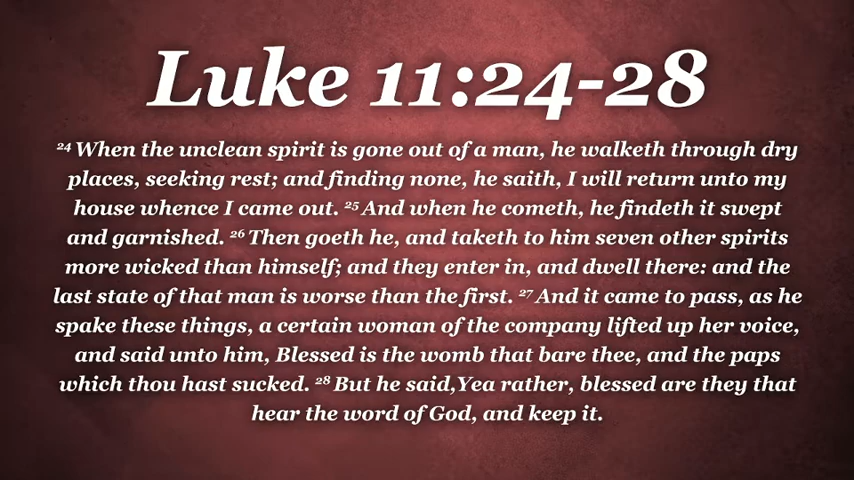 Luke 11:24-28
24 When the unclean spirit is gone out of a man, he walketh through dry
places, seeking rest; and finding none, he saith, I will return unto my
house whence I came out. 25 And when he cometh, he findeth it swept
and garnished. 26 Then goeth he, and taketh to him seven other spirits
more wicked than himself; and they enter in, and dwell there: and the
last state of that man is worse than the first. 27 And it came to pass, as he
spake these things, a certain woman of the company lifted up her voice,
and said unto him, Blessed is the womb that bare thee, and the paps
which thou hast sucked. 28 But he said,Yea rather, blessed are they that
hear the word of God, and keep it.